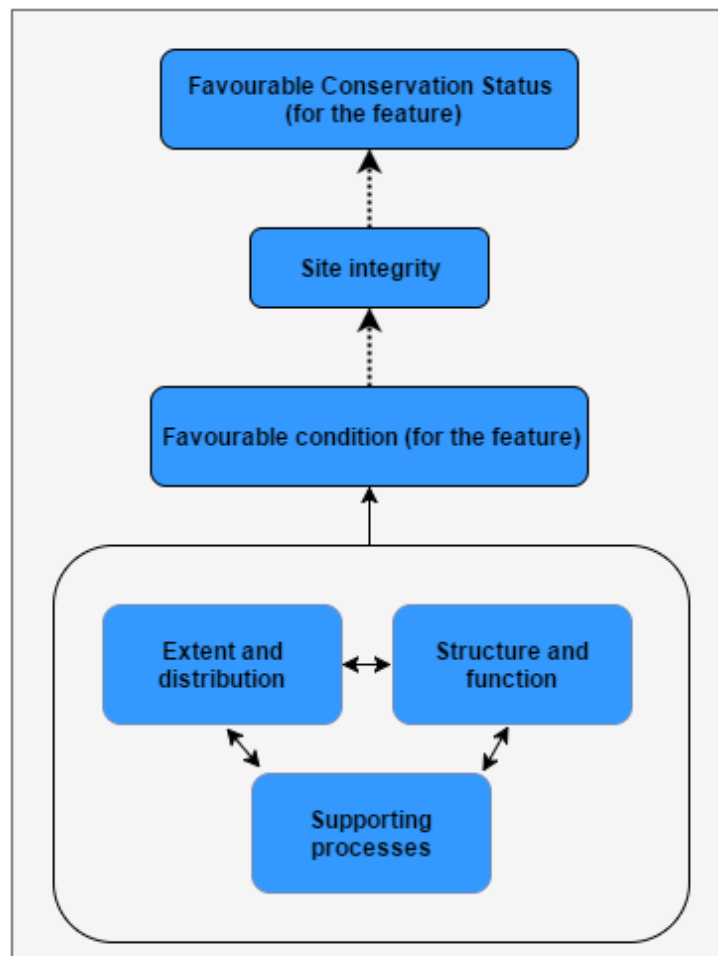 Favourable Conservation Status
(for the feature)
Site integrity
Favourable condition (for the feature)
Extent and
distribution
Structure and
function
Supporting
processes